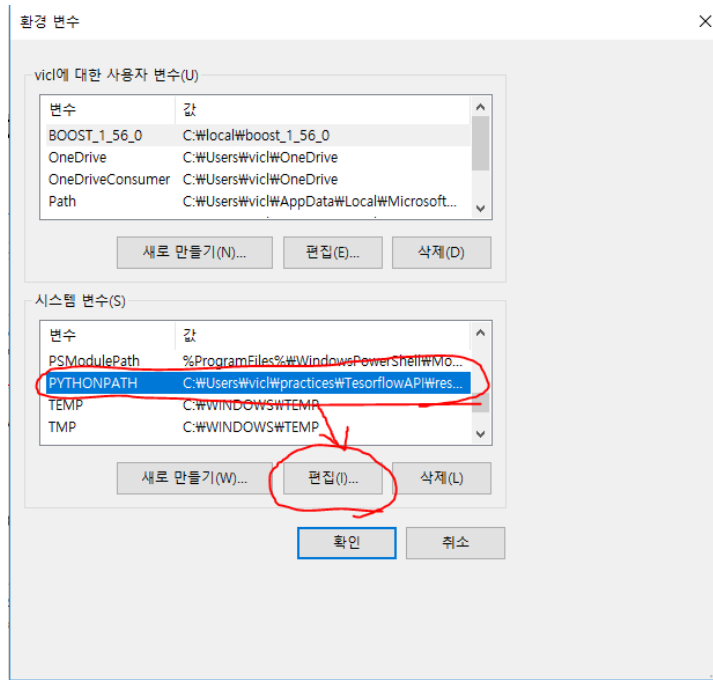 환경 변수
vicl에 대한 사용자 변수(U)
변수 값
BOOST_1_56_0 C:₩local₩boost_1_56_0
OneDrive C:₩Users₩vicl₩OneDrive
OneDriveConsumer C:₩Users₩vicl₩OneDrive
Path C:₩Users₩vicl₩AppData₩Local₩Microsoft...
새로 만들기(N)... 편집(E)... 삭제(D)
시스템 변수(S)
변수 값
PSModulePath %ProgramFiles%₩WindowsPowerShell₩Mo...
PYTHONPATH C:₩Users₩vicl₩practices₩TesorflowAPI₩res...
TEMP C:₩WINDOWS₩TEMP
TMP C:₩WINDOWS₩TEMP
새로 만들기(W)... 편집(I)... 삭제(L)
확인 취소